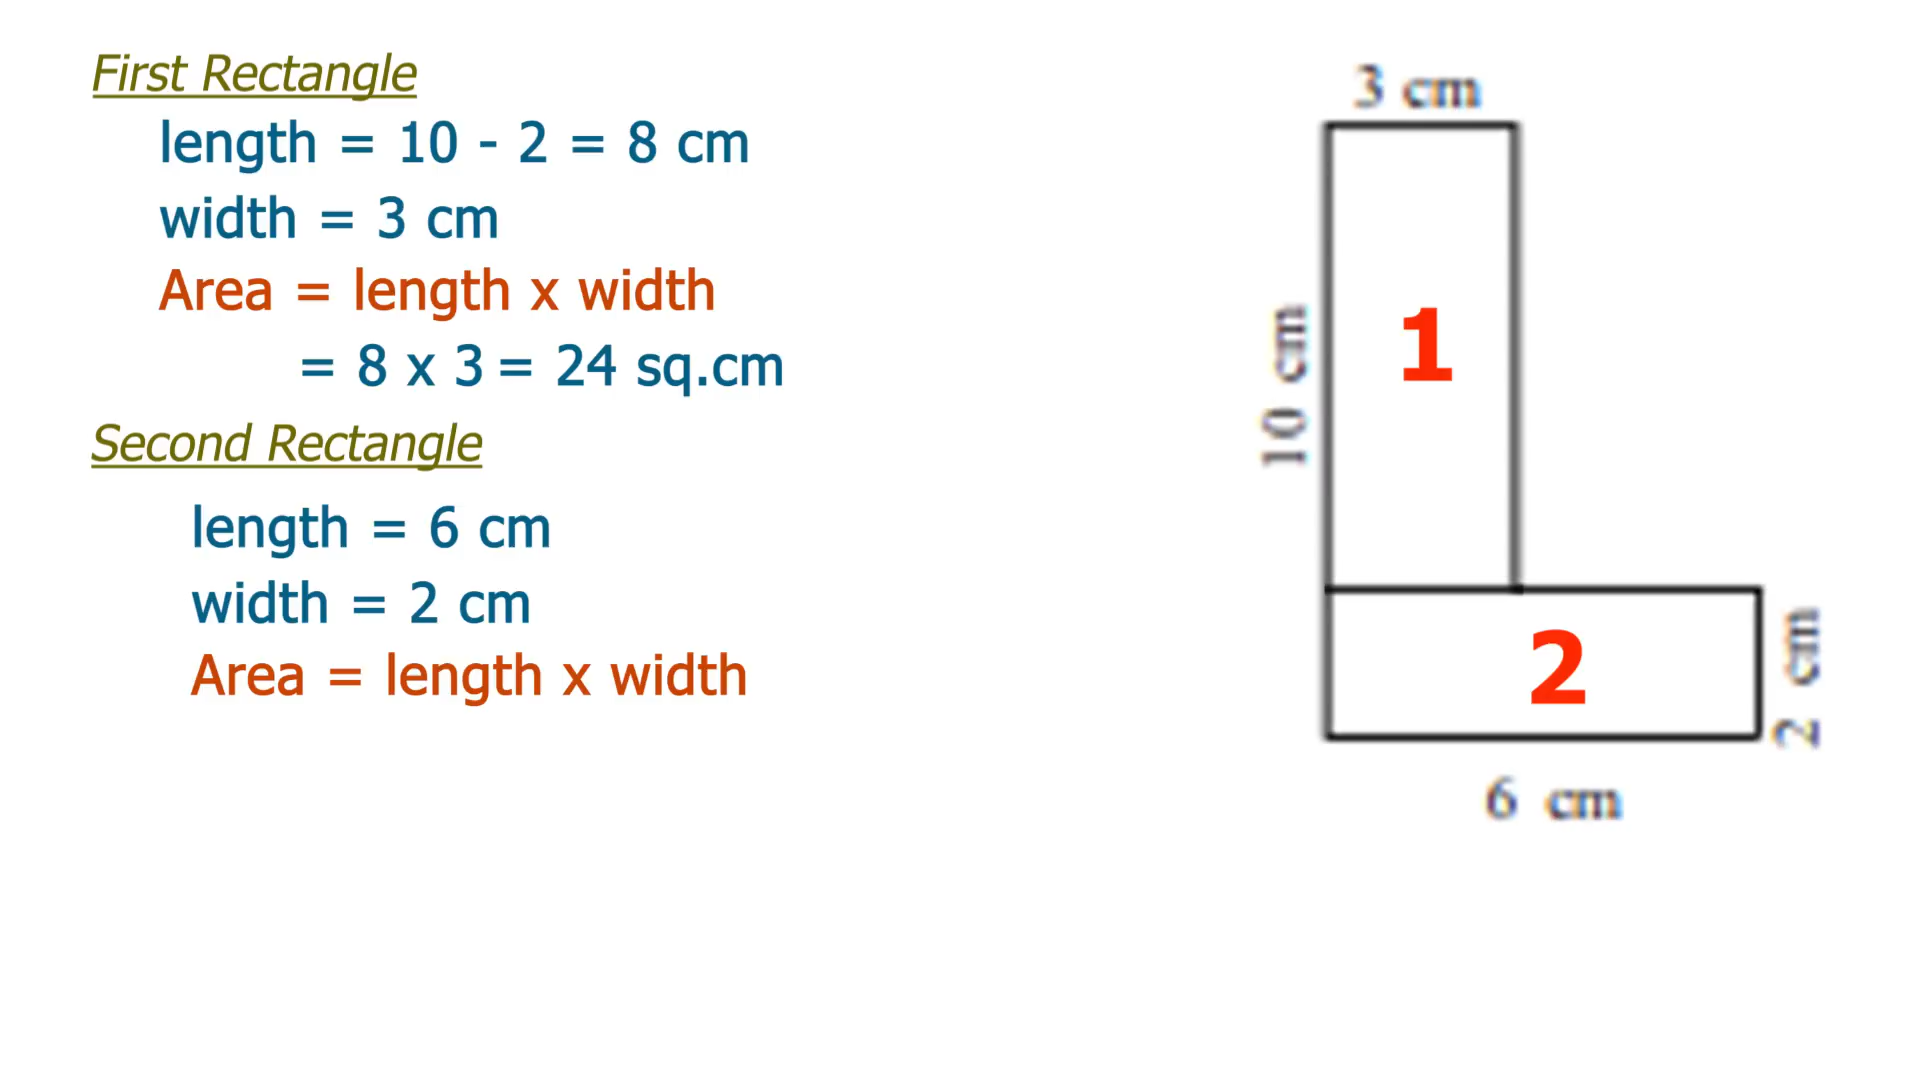 First Rectangle
length = 10 - 2 = 8 cm
width = 3 cm
Area = length x width
= 8 x 3 = 24 sq.cm
Second Rectangle
length = 6 cm
width = 2 cm
Area = length x width
3 cm
10 cm
1
2
2 cm
6 cm